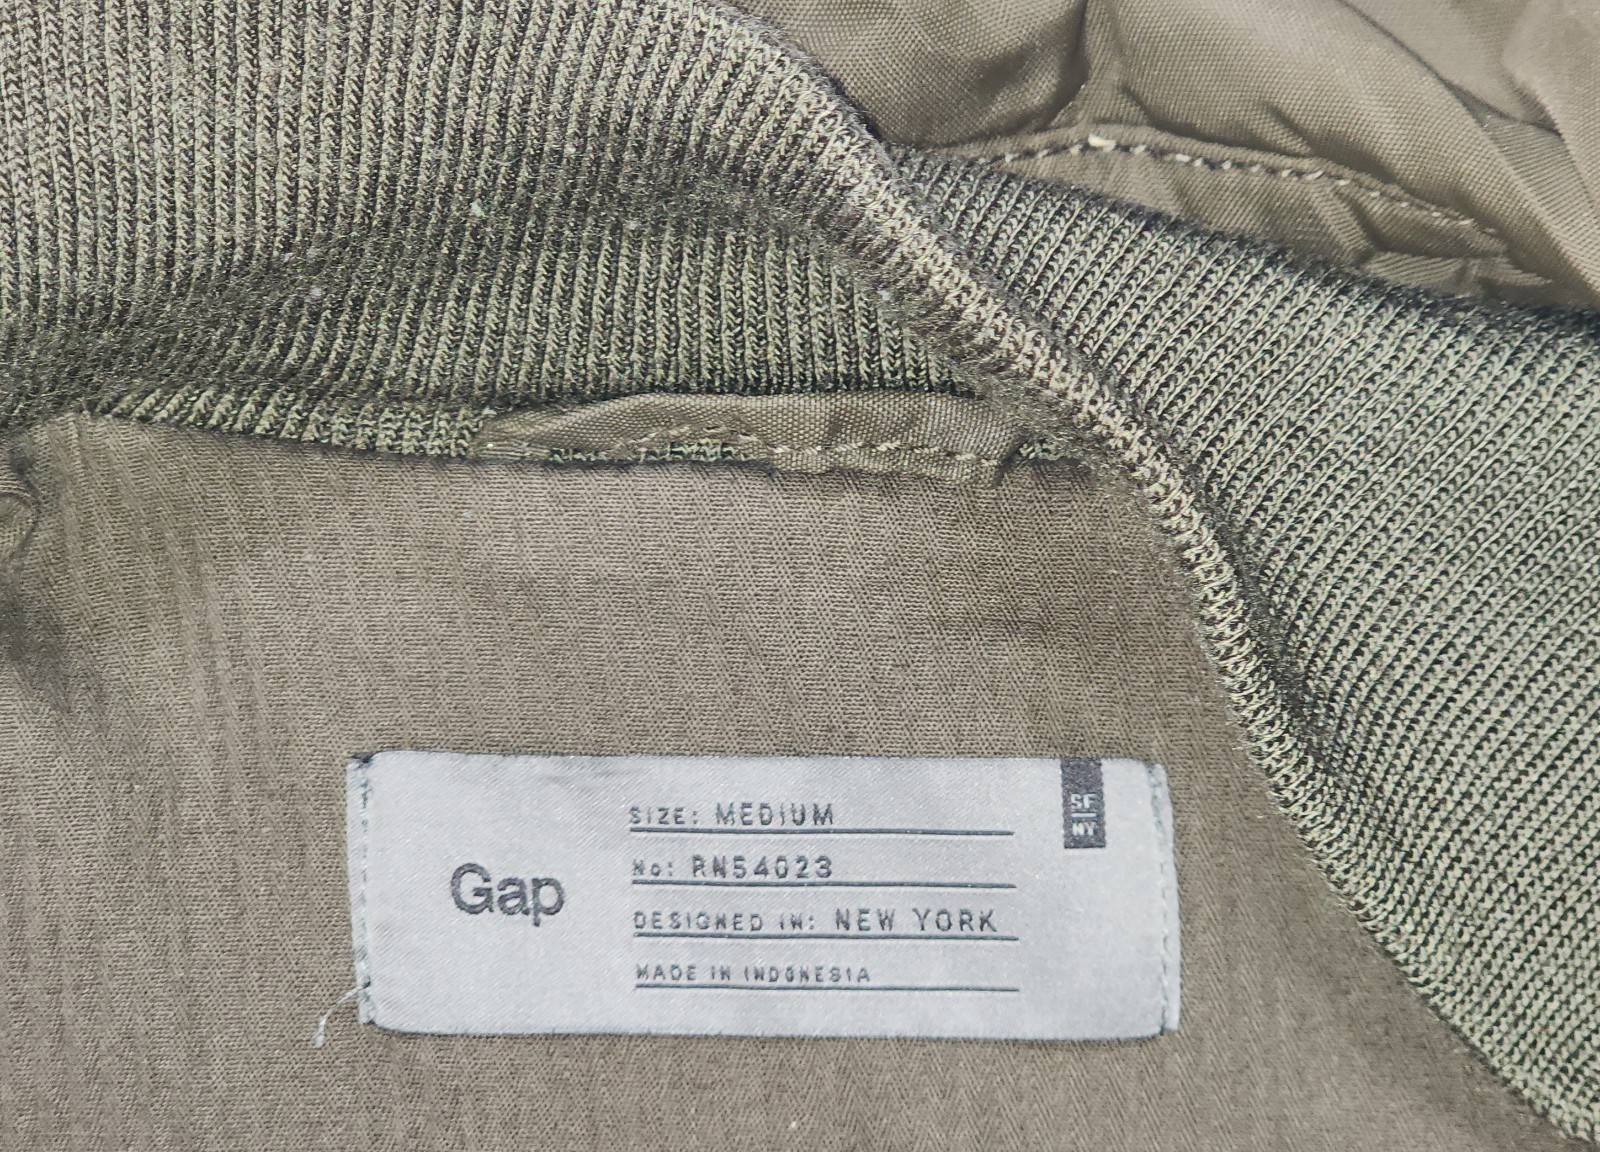 Gap
SIZE: MEDIUM
No: RN54023
DESIGNED IN: NEW YORK
MADE IN INDONESIA
SF
NY